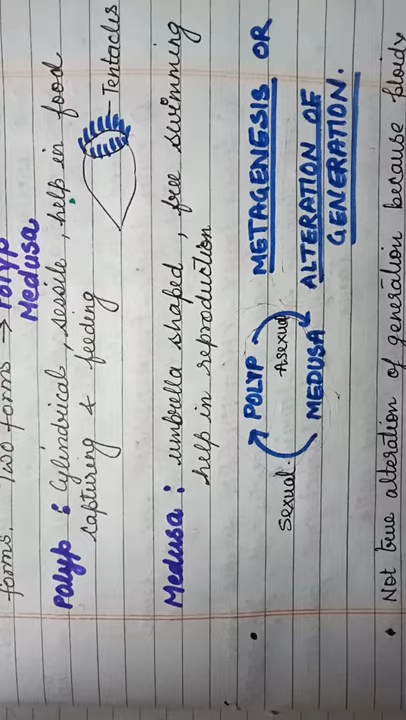 forms. Two forms → Polyp
Medusa
Polyp : Cylindrical, sessile, help in food
capturing & feeding
Tentacles
Medusa : umbrella shaped, free swimming
help in reproduction
• POLYP
Asexual
Sexual.
MEDUSA
METAGENESIS OR
ALTERATION OF
GENERATION.
• Not true alteration of generation because